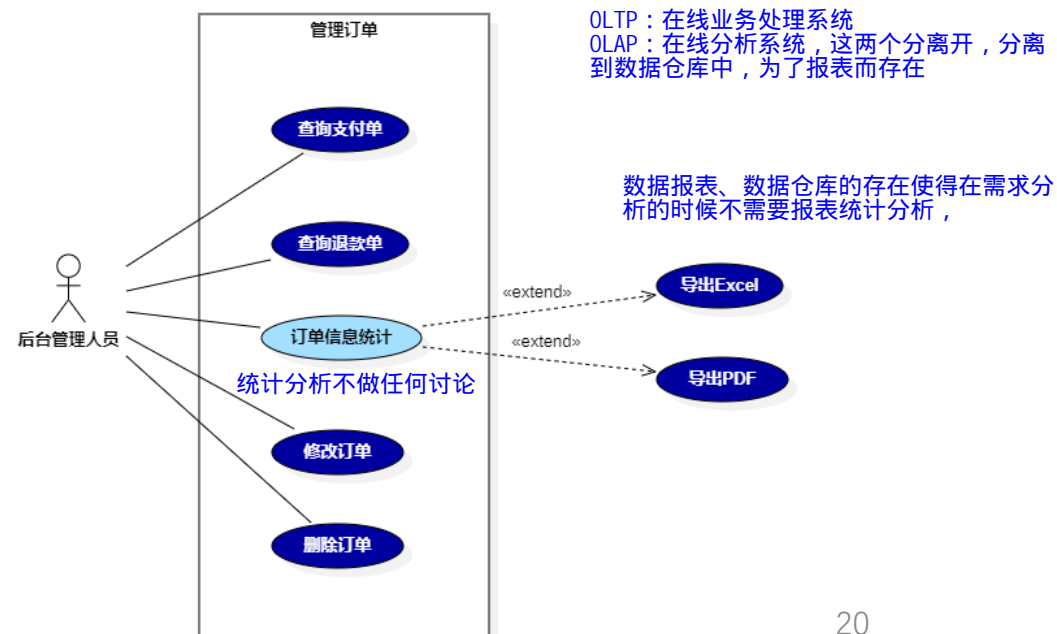 管理订单
OLTP：在线业务处理系统
OLAP：在线分析系统，这两个分离开，分离
到数据仓库中，为了报表而存在
查询支付单
数据报表、数据仓库的存在使得在需求分
析的时候不需要报表统计分析，
查询退款单
后台管理人员
订单信息统计
«extend»
«extend»
导出Excel
导出PDF
统计分析不做任何讨论
修改订单
删除订单
20